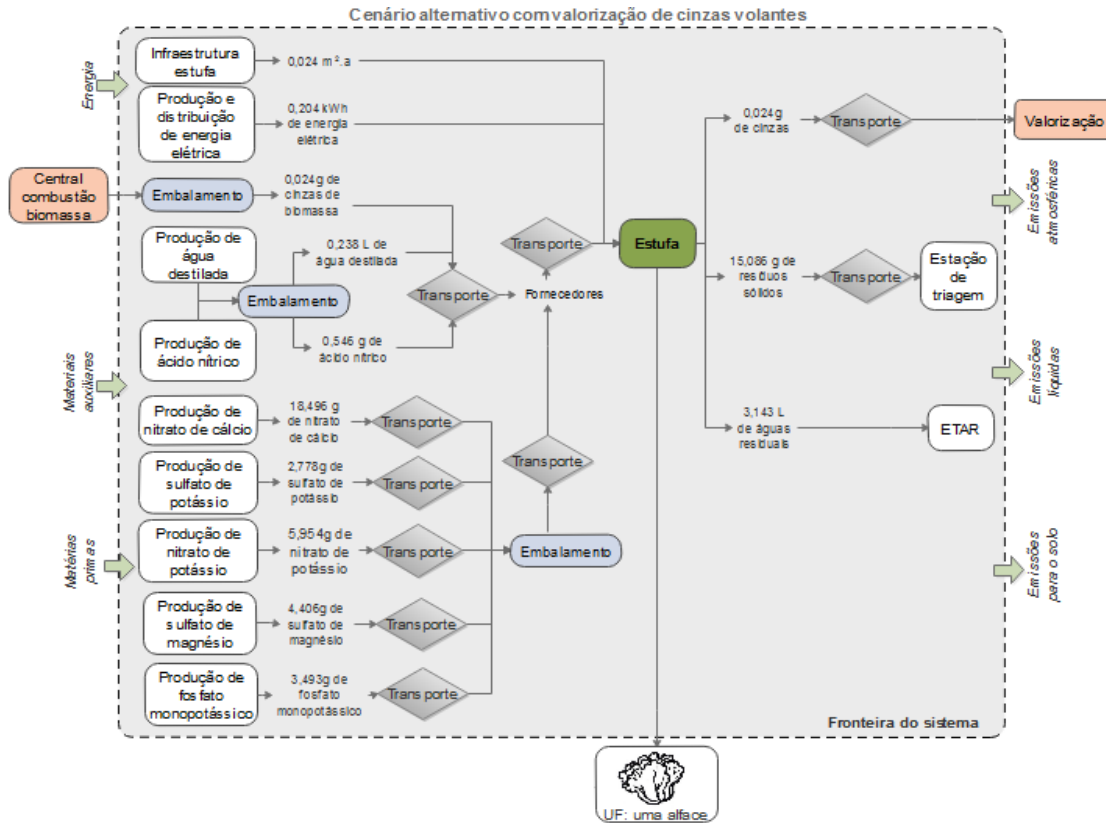 Cenário alternativo com valorização de cinzas volantes
Energia
Infraestrutura
estufa
0,024 m².a
Produção e
distribuição
de energia
elétrica
0,204 kWh
de energia
elétrica
Central
combustão
biomassa
Embalamento
0,024g de
cinzas de
biomassa
Produção de
água
destilada
0,238 L de
água destilada
Embalamento
Produção
de ácido nítrico
0,546 g de
ácido nítrico
Transporte
Fornecedores
Transporte
Estufa
0,024g
de cinzas
Transporte
Valorização
Emissões
atmosféricas
15,086 g de
resíduos
sólidos
Transporte
Estação
de
triagem
Emissões
líquidas
3,143 L
de águas
residuais
ETAR
Materiais
auxiliares
Produção de
nitrato de cálcio
18,496 g
de nitrato
de cálcio
Transporte
Produção de
sulfato de
potássio
2,778g de
sulfato de
potássio
Transporte
Transporte
Matérias
primas
Produção de
nitrato de
potássio
5,954g de
nitrato de
potássio
Transporte
Embalamento
Emissões
para o solo
Produção de
sulfato de
magnésio
4,406g de
sulfato de
magnésio
Transporte
Produção de
fosfato
monopotássico
3,493g de
fosfato
monopotássico
Transporte
Fronteira do sistema
UF: uma alface